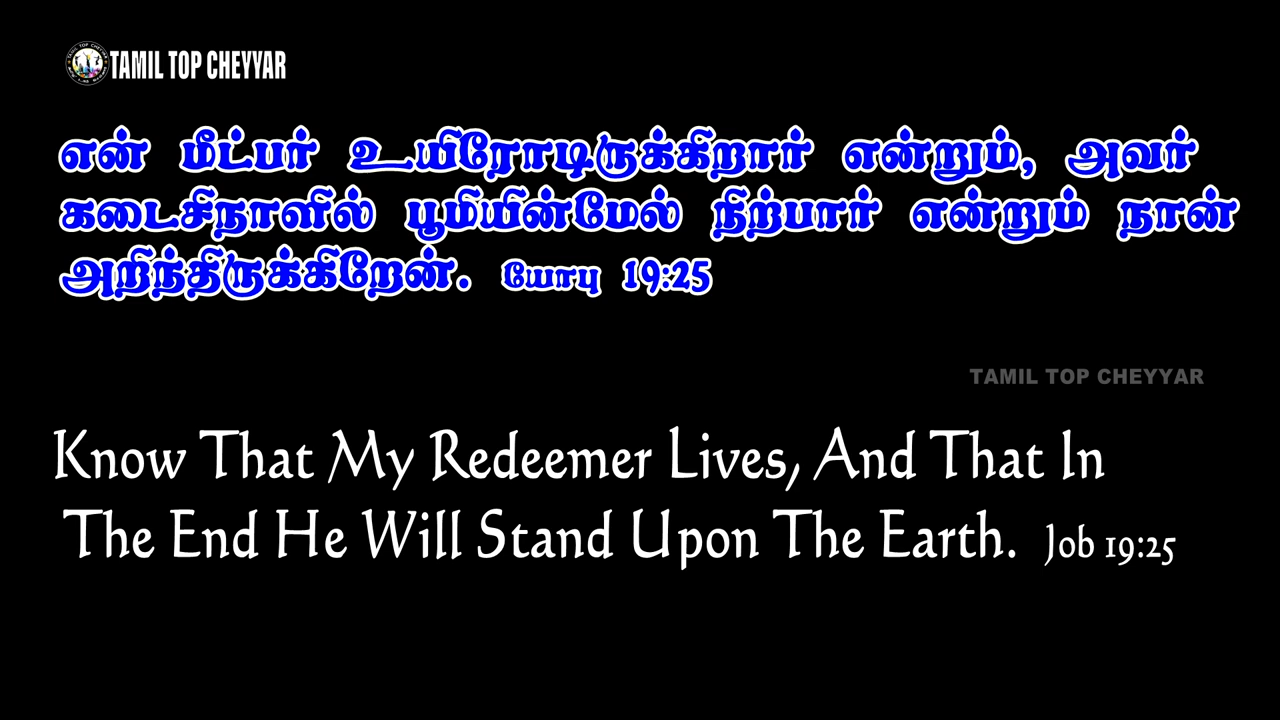 TAMIL TOP CHEYYAR
என் மீட்பர் உயிரோடிருக்கிறார் என்றும், அவர்
கடைசிநாளில் பூமியின்மேல் நிற்பார் என்றும் நான்
அறிந்திருக்கிறேன். யோபு 19:25
TAMIL TOP CHEYYAR
Know That My Redeemer Lives, And That In
The End He Will Stand Upon The Earth. Job 19:25